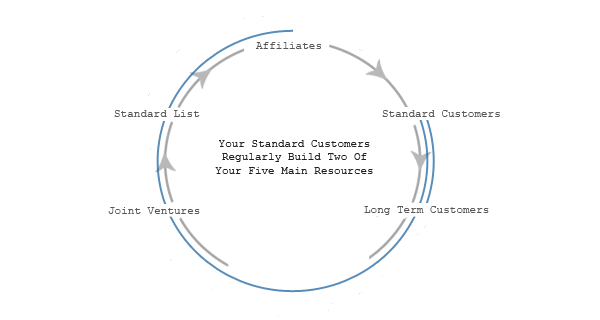 Affiliates
Standard List
Standard Customers
Your Standard Customers
Regularly Build Two Of
Your Five Main Resources
Joint Ventures
Long Term Customers